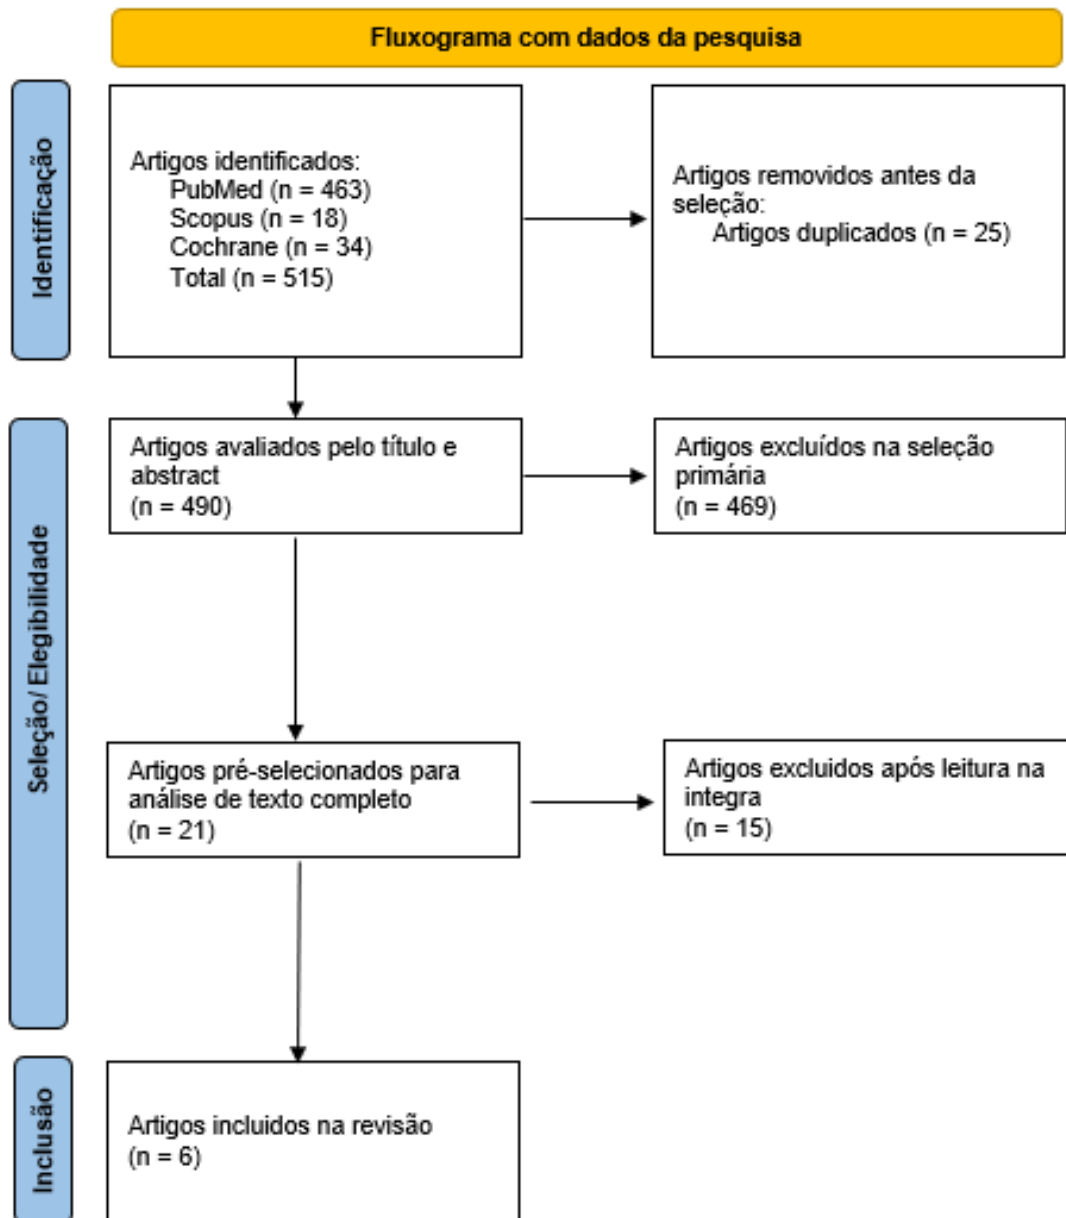 Fluxograma com dados da pesquisa
Identificação
Artigos identificados:
PubMed (n = 463)
Scopus (n = 18)
Cochrane (n = 34)
Total (n = 515)
Artigos removidos antes da
seleção:
Artigos duplicados (n = 25)
Seleção/ Elegibilidade
Artigos avaliados pelo título e
abstract
(n = 490)
Artigos excluídos na seleção
primária
(n = 469)
Artigos pré-selecionados para
análise de texto completo
(n = 21)
Artigos excluidos após leitura na
integra
(n = 15)
Inclusão
Artigos incluidos na revisão
(n = 6)